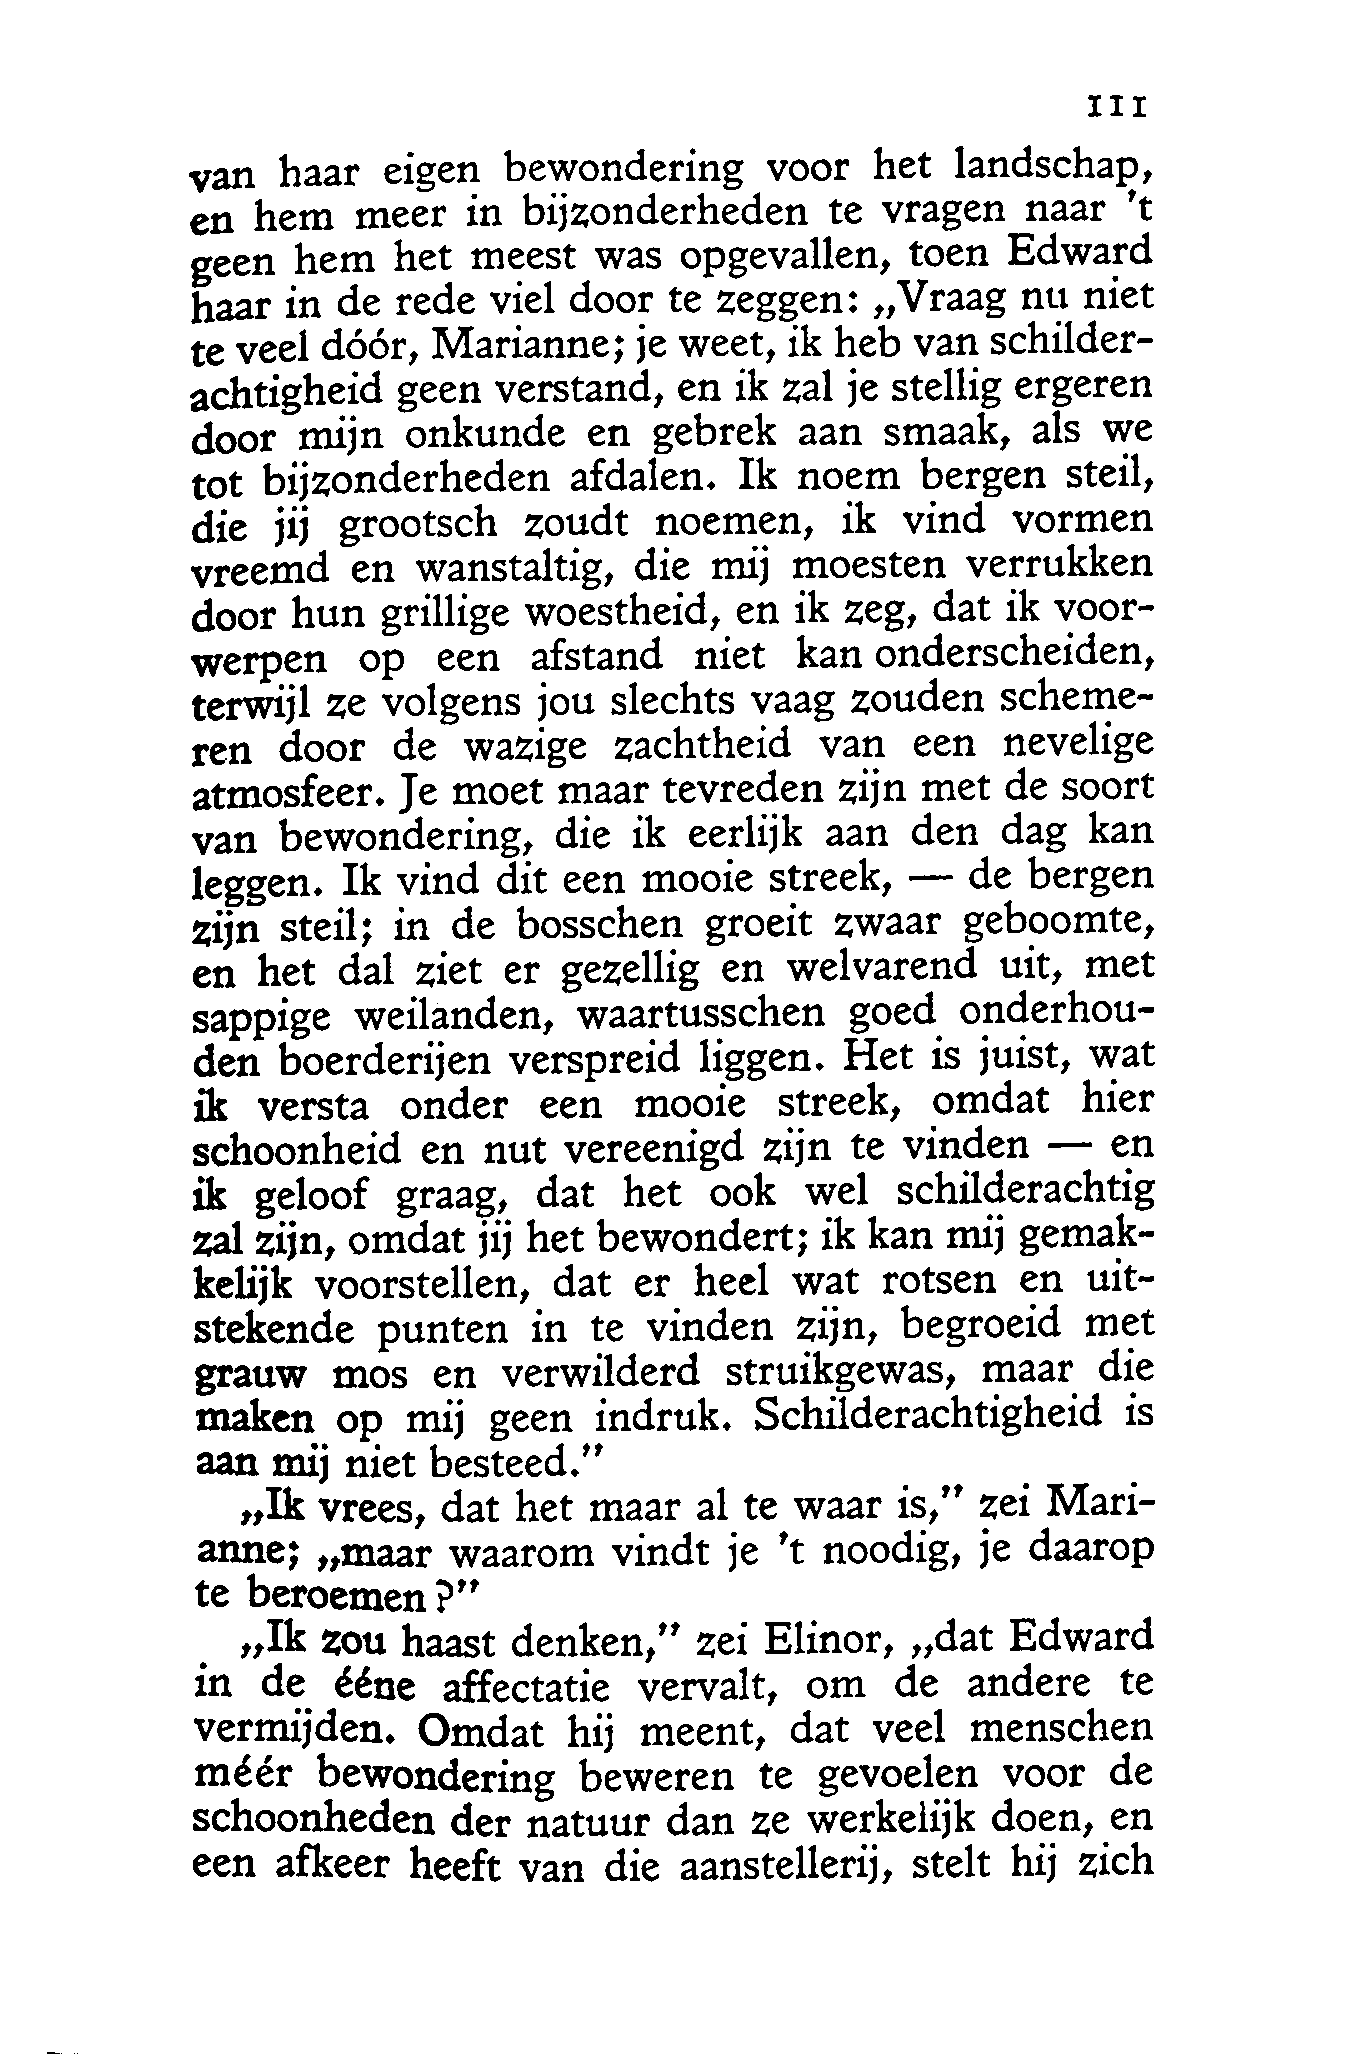 111
van haar eigen bewondering voor het landschap,
en hem meer in bijzonderheden te vragen naar 't
geen hem het meest was opgevallen, toen Edward
haar in de rede viel door te zeggen: „Vraag nu niet
te veel dóór, Marianne; je weet, ik heb van schilder-
achtigheid geen verstand, en ik zal je stellig ergeren
door mijn onkunde en gebrek aan smaak, als we
tot bijzonderheden afdalen. Ik noem bergen steil,
die jij grootsch zoudt noemen, ik vind vormen
vreemd en wanstaltig, die mij moesten verrukken
door hun grillige woestheid, en ik zeg, dat ik voor-
werpen op een afstand niet kan onderscheiden,
terwijl ze volgens jou slechts vaag zouden scheme-
ren door de wazige zachtheid van een nevelige
atmosfeer. Je moet maar tevreden zijn met de soort
van bewondering, die ik eerlijk aan den dag kan
leggen. Ik vind dit een mooie streek, — de bergen
zijn steil; in de bosschen groeit zwaar geboomte,
en het dal ziet er gezellig en welvarend uit, met
sappige weilanden, waartusschen goed onderhou-
den boerderijen verspreid liggen. Het is juist, wat
ik versta onder een mooie streek, omdat hier
schoonheid en nut vereenigd zijn te vinden — en
ik geloof graag, dat het ook wel schilderachtig
zal zijn, omdat jij het bewondert; ik kan mij gemak-
kelijk voorstellen, dat er heel wat rotsen en uit-
stekende punten in te vinden zijn, begroeid met
grauw mos en verwilderd struikgewas, maar die
maken op mij geen indruk. Schilderachtigheid is
aan mij niet besteed."
„Ik vrees, dat het maar al te waar is," zei Mari-
anne; „maar waarom vindt je 't noodig, je daarop
te beroemen?"
„Ik zou haast denken," zei Elinor, „dat Edward
in de ééne affectatie vervalt, om de andere te
vermijden. Omdat hij meent, dat veel menschen
méér bewondering beweren te gevoelen voor de
schoonheden der natuur dan ze werkelijk doen, en
een afkeer heeft van die aanstellerij, stelt hij zich